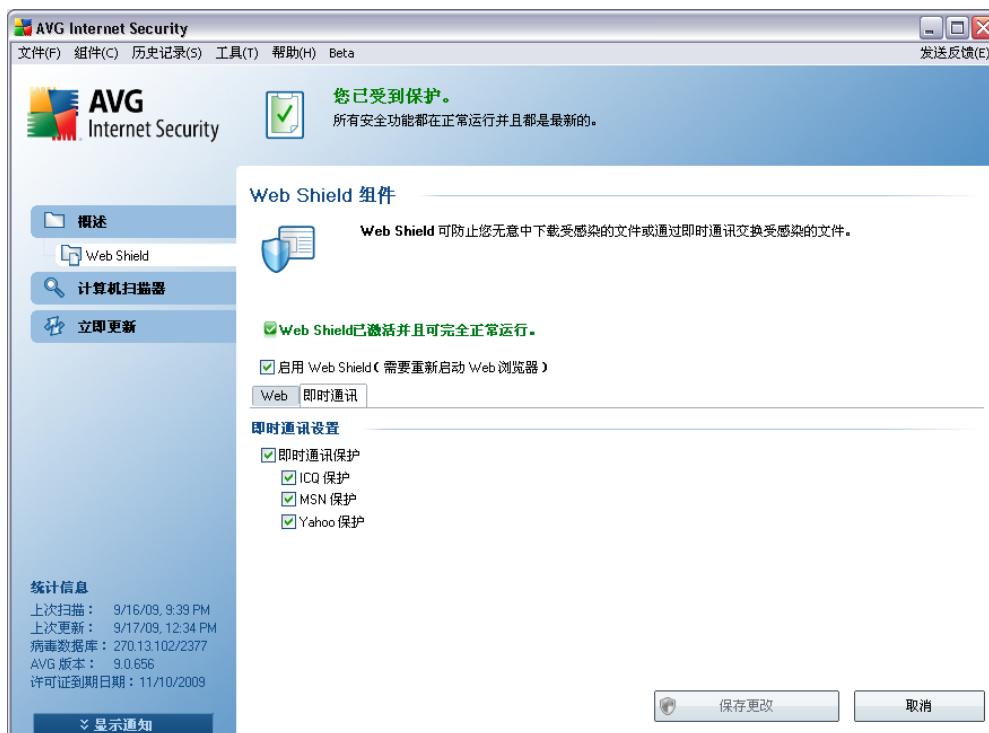 AVG Internet Security
文件(F) 组件(C) 历史记录(S) 工具(T) 帮助(H) Beta 发送反馈(E)
AVG
Internet Security
您已受到保护。
所有安全功能都在正常运行并且都是最新的。
概述
Web Shield
计算机扫描器
立即更新
Web Shield 组件
Web Shield 可防止您无意中下载受感染的文件或通过即时通讯交换受感染的文件。
Web Shield已激活并且可完全正常运行。
启用 Web Shield(需要重新启动 Web 浏览器)
Web 即时通讯
即时通讯设置
即时通讯保护
ICQ 保护
MSN 保护
Yahoo 保护
统计信息
上次扫描： 9/16/09, 9:39 PM
上次更新： 9/17/09, 12:34 PM
病毒数据库：270.13.102/2377
AVG 版本： 9.0.656
许可证到期日期：11/10/2009
显示通知
保存更改 取消